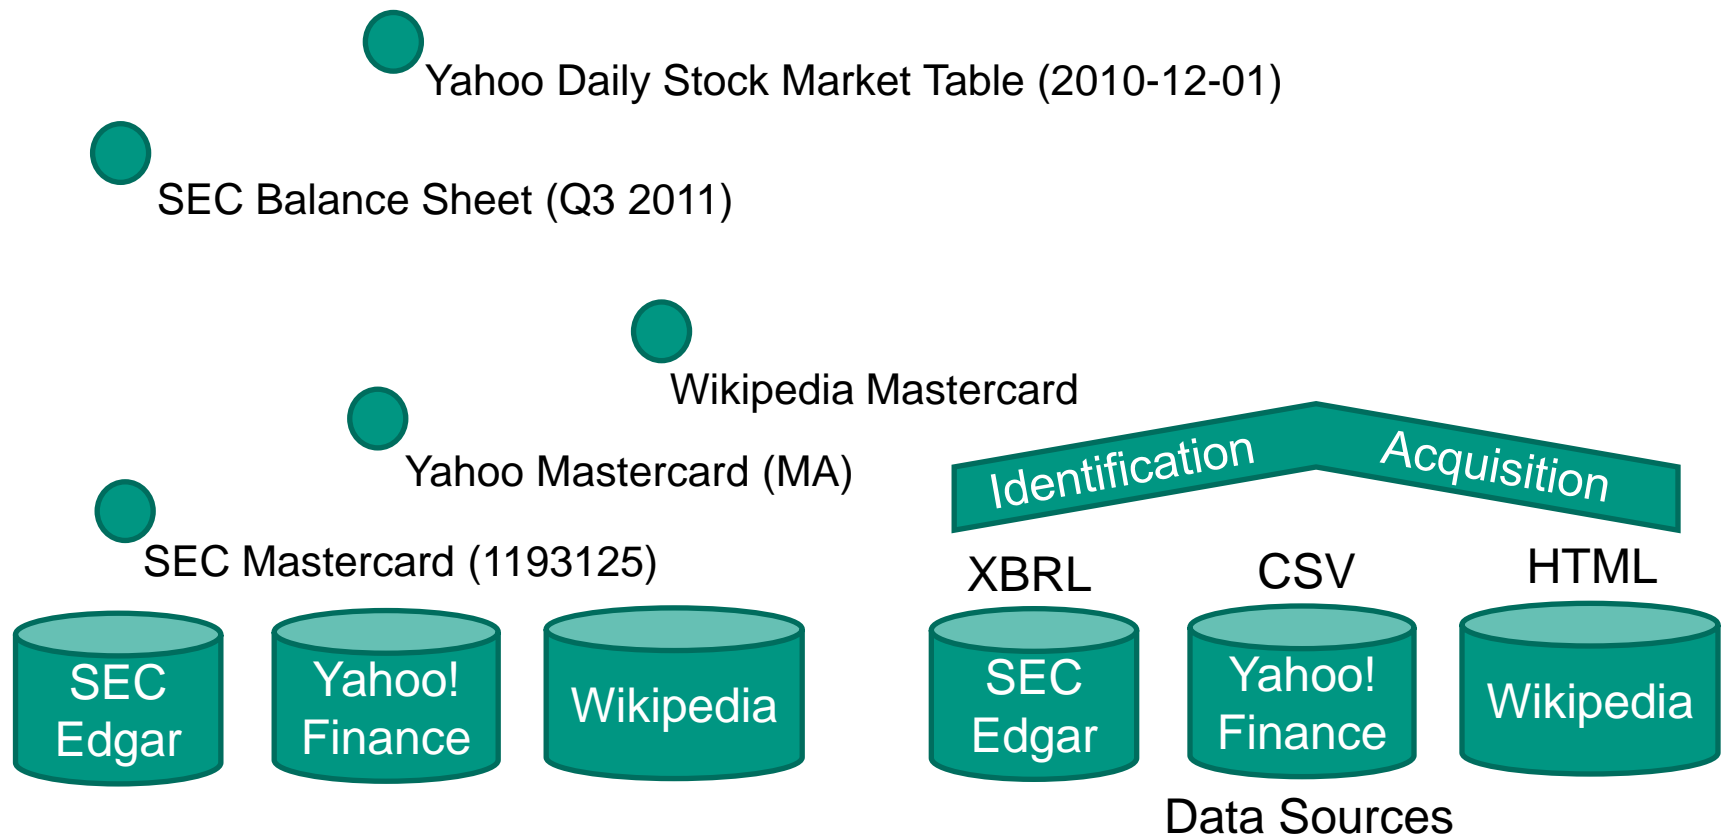 Yahoo Daily Stock Market Table (2010-12-01)
SEC Balance Sheet (Q3 2011)
Wikipedia Mastercard
Yahoo Mastercard (MA)
SEC Mastercard (1193125)
SEC
Edgar
Yahoo!
Finance
Wikipedia
Identification
Acquisition
XBRL
CSV
HTML
SEC
Edgar
Yahoo!
Finance
Wikipedia
Data Sources